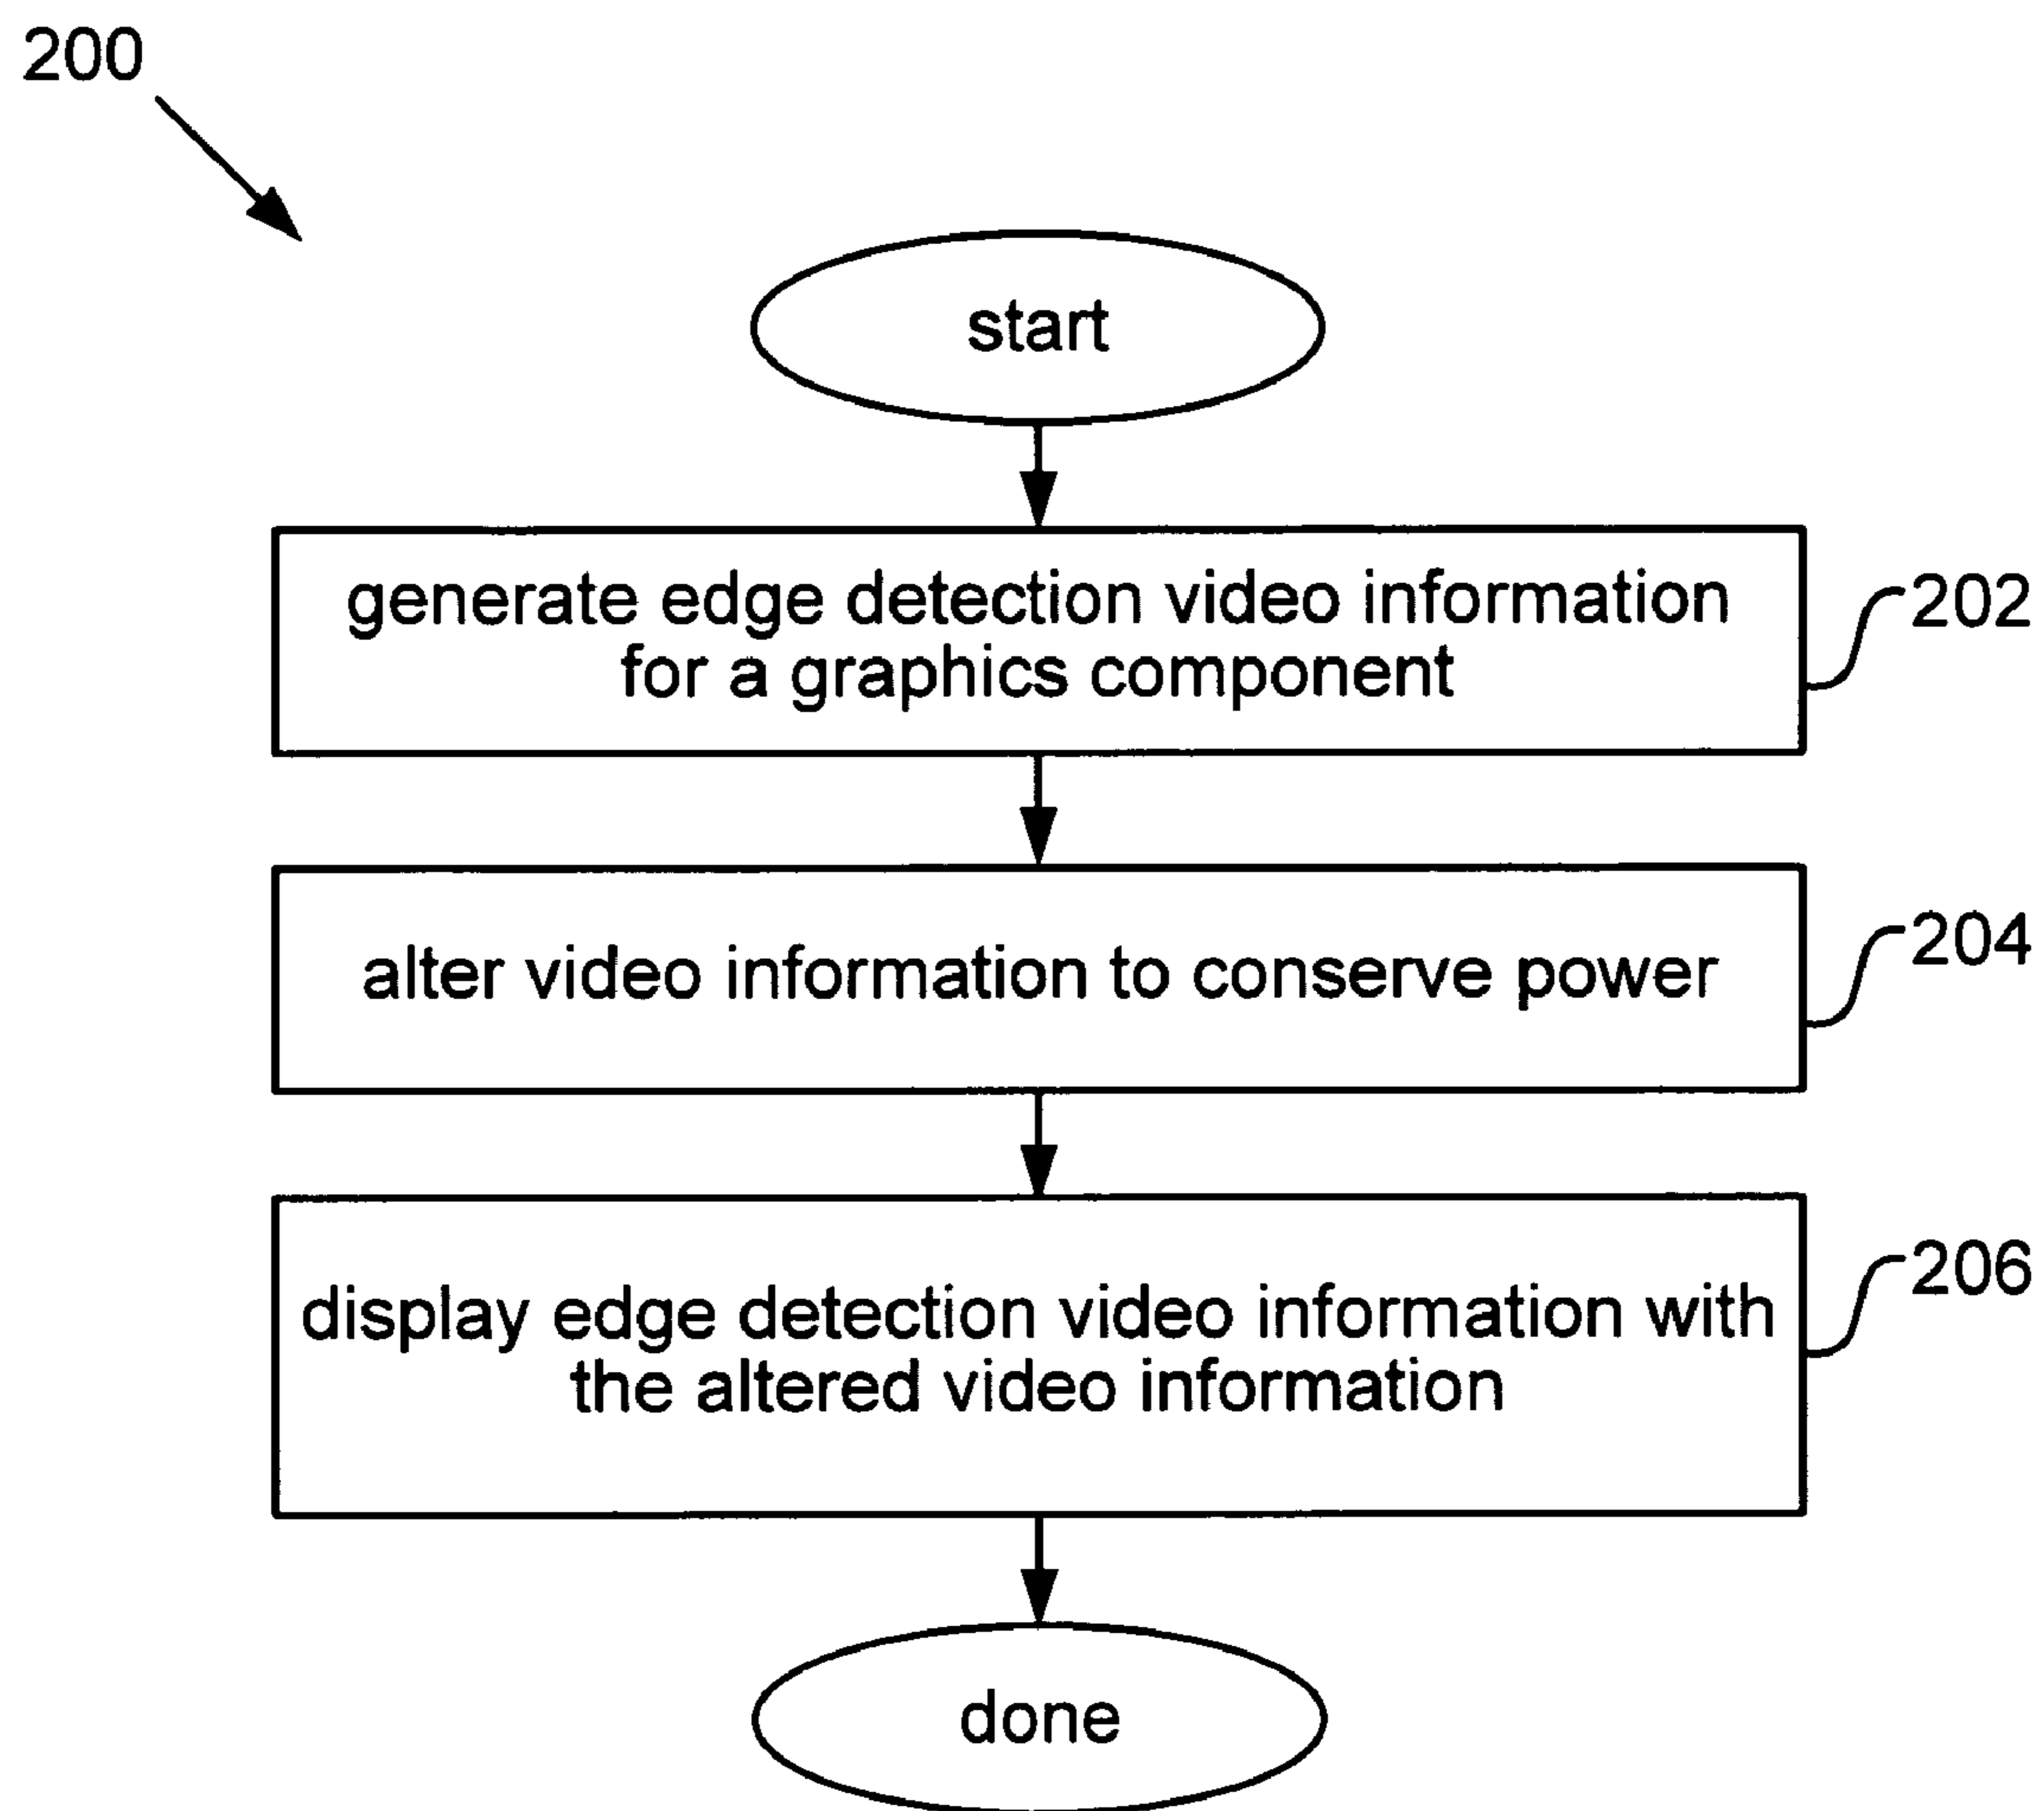 200
start
generate edge detection video information
for a graphics component
202
alter video information to conserve power
204
display edge detection video information with
the altered video information
206
done